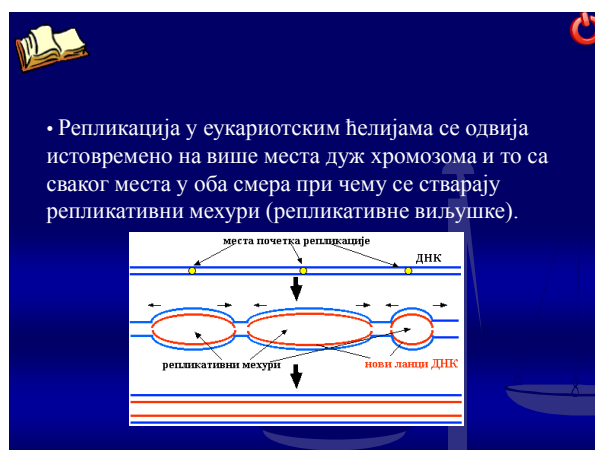 • Репликација у еукариотским ћелијама се одвија
истовремено на више места дуж хромозома и то са
сваког места у оба смера при чему се стварају
репликативни мехури (репликативне виљушке).
места почетка репликације
ДНК
репликативни мехури
нови ланци ДНК